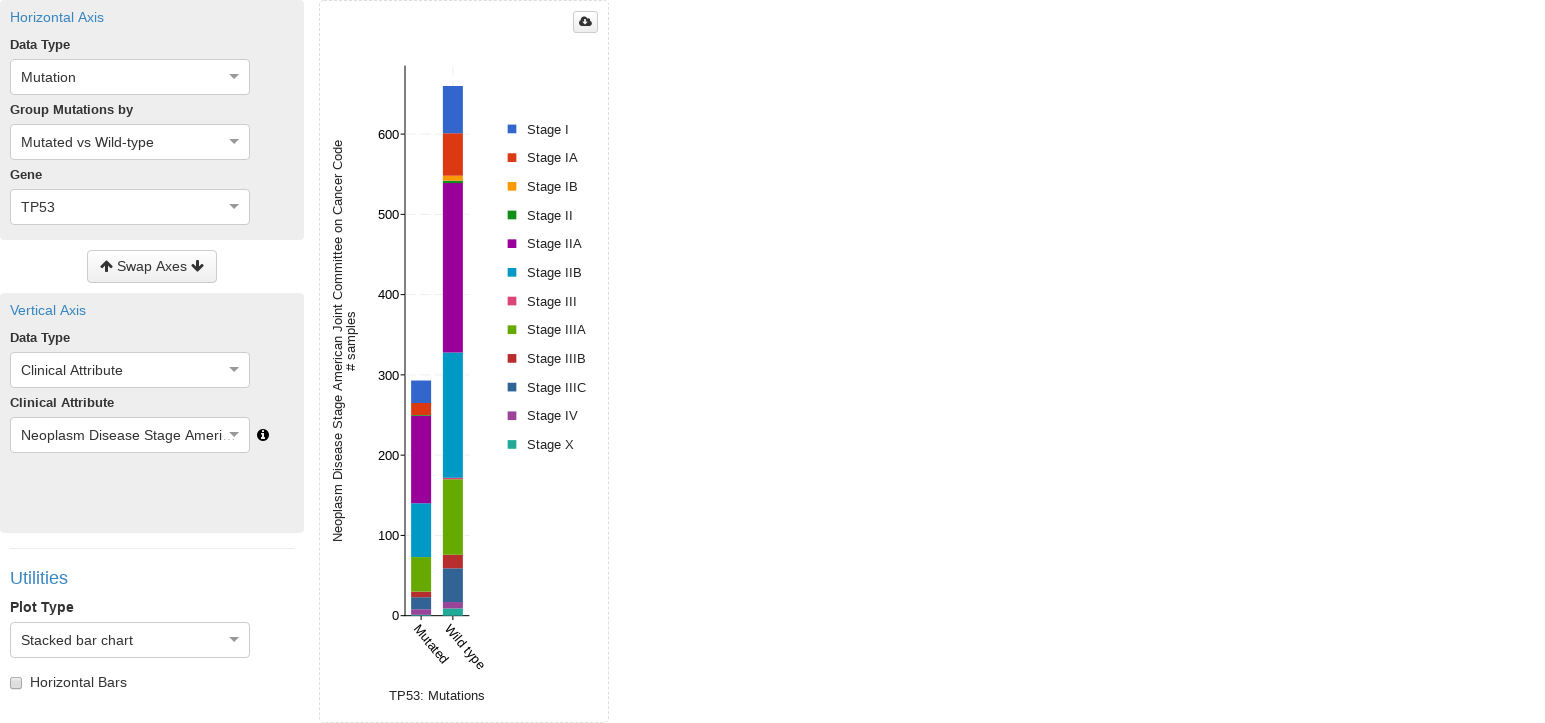 Horizontal Axis
Data Type
Mutation
Group Mutations by
Mutated vs Wild-type
Gene
TP53
Swap Axes
Vertical Axis
Data Type
Clinical Attribute
Clinical Attribute
Neoplasm Disease Stage Ameri...
Utilities
Plot Type
Stacked bar chart
Horizontal Bars
Neoplasm Disease Stage American Joint Committee on Cancer Code
# samples
600
500
400
300
200
100
0
Mutated
Wild type
TP53: Mutations
Stage I
Stage IA
Stage IB
Stage II
Stage IIA
Stage IIB
Stage III
Stage IIIA
Stage IIIB
Stage IIIC
Stage IV
Stage X